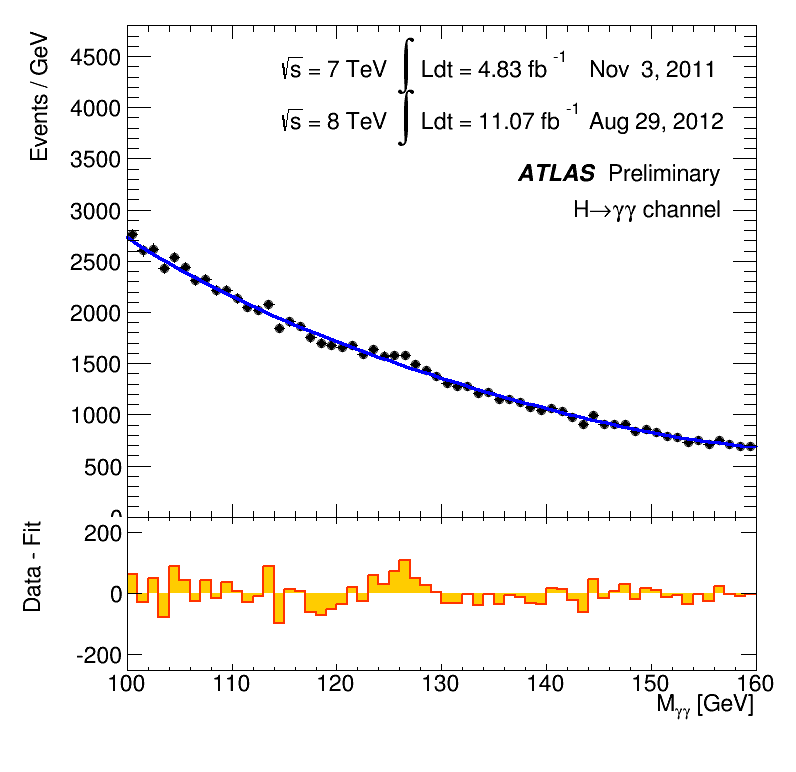 Events / GeV
4500
4000
3500
3000
2500
2000
1500
1000
500
0
√s = 7 TeV ∫ Ldt = 4.83 fb⁻¹ Nov 3, 2011
√s = 8 TeV ∫ Ldt = 11.07 fb⁻¹ Aug 29, 2012
ATLAS Preliminary
H→γγ channel
Data - Fit
200
0
-200
100 110 120 130 140 150 160
Mγγ [GeV]